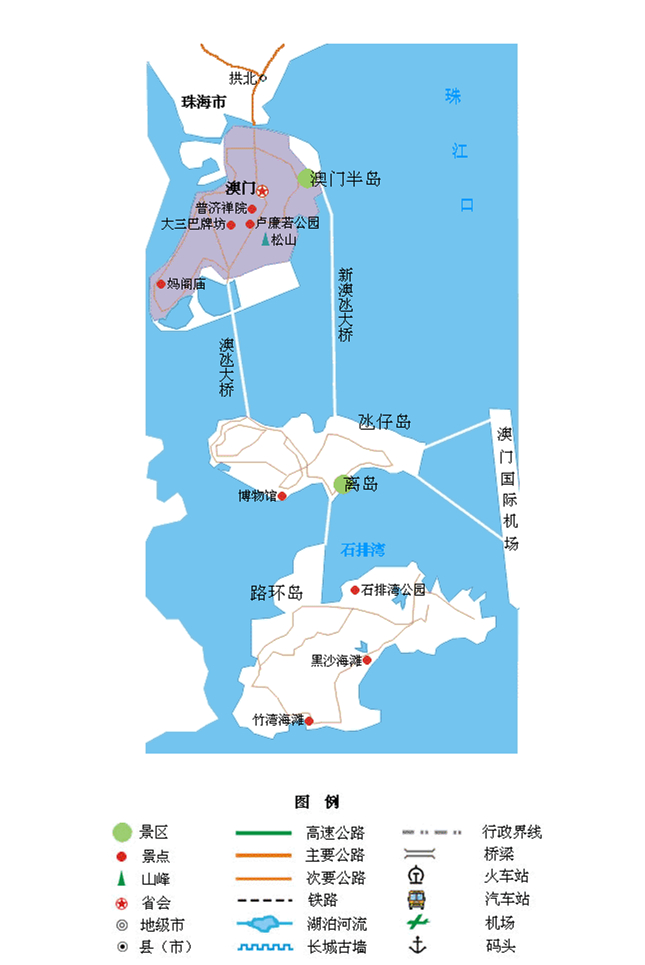 拱北
珠海市
珠江口
澳门半岛
澳门
普济禅院
大三巴牌坊
卢廉若公园
松山
妈阁庙
新澳氹大桥
澳氹大桥
氹仔岛
澳门国际机场
离岛
博物馆
石排湾
路环岛
石排湾公园
黑沙海滩
竹湾海滩
图 例
景区 高速公路 行政界线
景点 主要公路 桥梁
山峰 次要公路 火车站
省会 铁路 汽车站
地级市 湖泊河流 机场
县（市） 长城古墙 码头